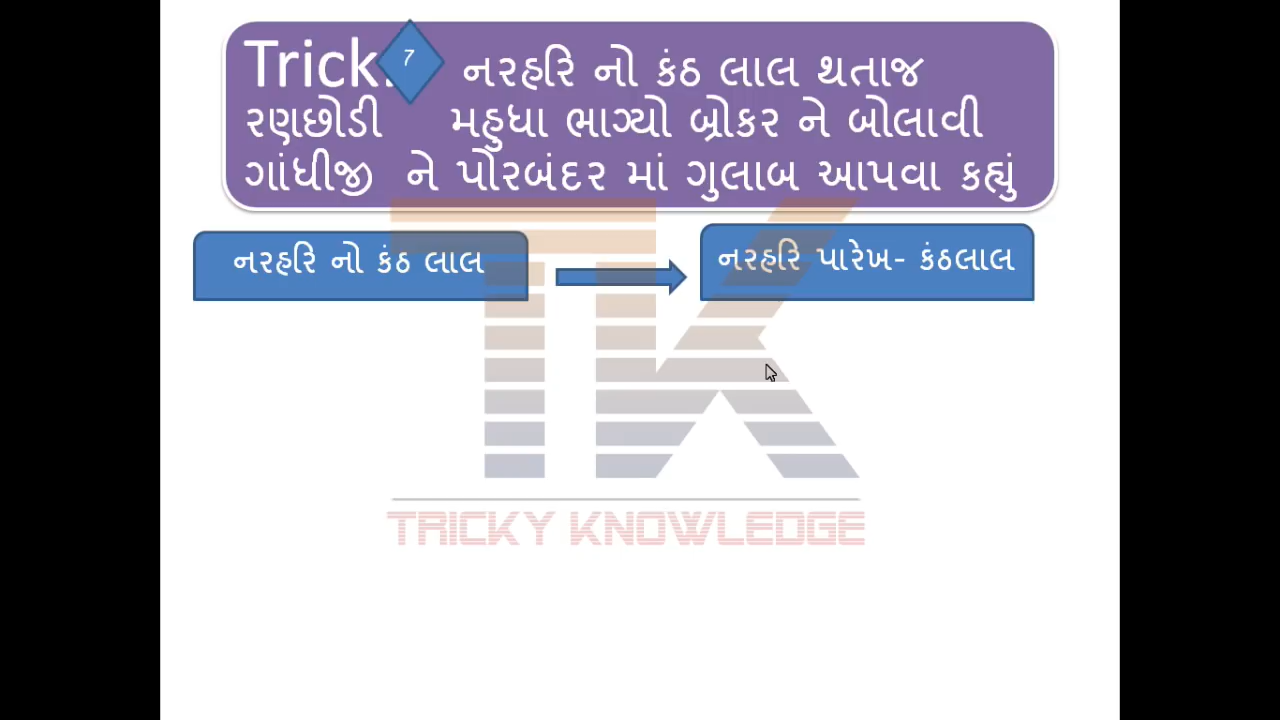 Trick: 7 નરહરિ નો કંઠ લાલ થતાજ
રણછોડી મહુધા ભાગ્યો બ્રોકર ને બોલાવી
ગાંધીજી ને પોરબંદર માં ગુલાબ આપવા કહ્યું
નરહરિ નો કંઠ લાલ
નરહરિ પારેખ- કંઠલાલ
TRICKY KNOWLEDGE